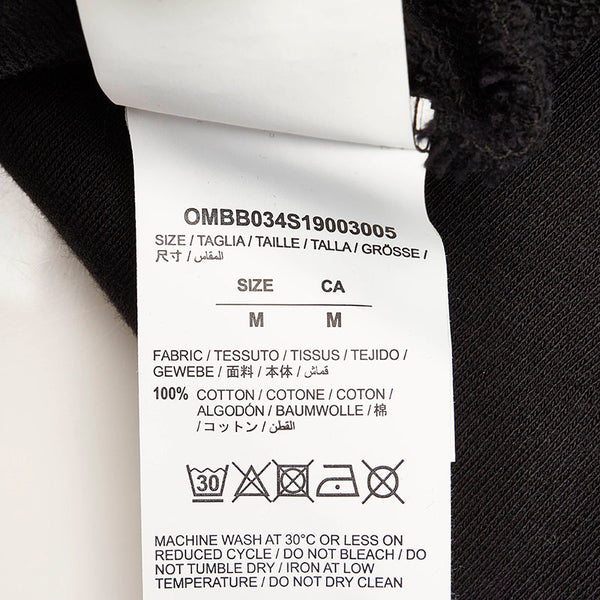 OMBB034S19003005
SIZE / TAGLIA / TAILLE / TALLA / GRÖSSE /
尺寸 / المقاس /
SIZE CA
M M
FABRIC / TESSUTO / TISSUS / TEJIDO /
GEWEBE / 面料 / 本体 / قماش /
100% COTTON / COTONE / COTON /
ALGODÓN / BAUMWOLLE / 棉
/ コットン / القطن /
30
MACHINE WASH AT 30°C OR LESS ON
REDUCED CYCLE / DO NOT BLEACH / DO
NOT TUMBLE DRY / IRON AT LOW
TEMPERATURE / DO NOT DRY CLEAN